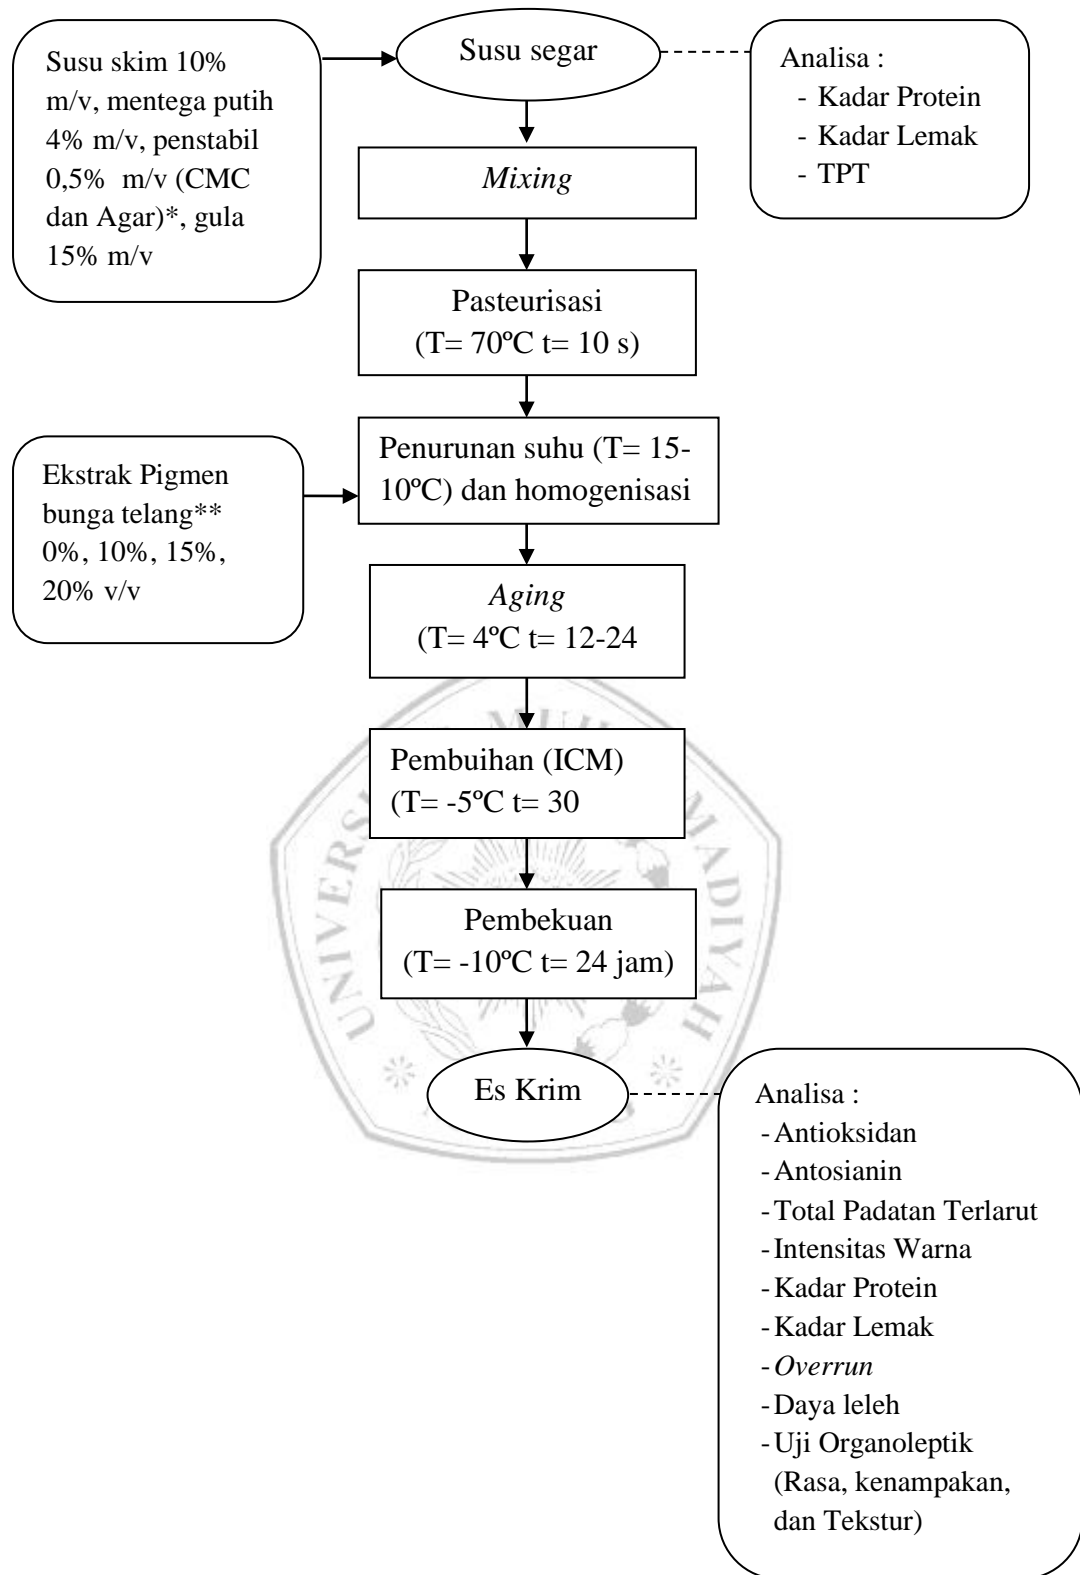 Susu skim 10%
m/v, mentega putih
4% m/v, penstabil
0,5% m/v (CMC
dan Agar)*, gula
15% m/v
Susu segar
Analisa :
- Kadar Protein
- Kadar Lemak
- TPT
Mixing
Pasteurisasi
(T= 70ºC t= 10 s)
Ekstrak Pigmen
bunga telang**
0%, 10%, 15%,
20% v/v
Penurunan suhu (T= 15-
10ºC) dan homogenisasi
Aging
(T= 4ºC t= 12-24
Pembuihan (ICM)
(T= -5ºC t= 30
Pembekuan
(T= -10ºC t= 24 jam)
Es Krim
Analisa :
-Antioksidan
-Antosianin
-Total Padatan Terlarut
-Intensitas Warna
-Kadar Protein
-Kadar Lemak
-Overrun
-Daya leleh
-Uji Organoleptik
(Rasa, kenampakan,
dan Tekstur)